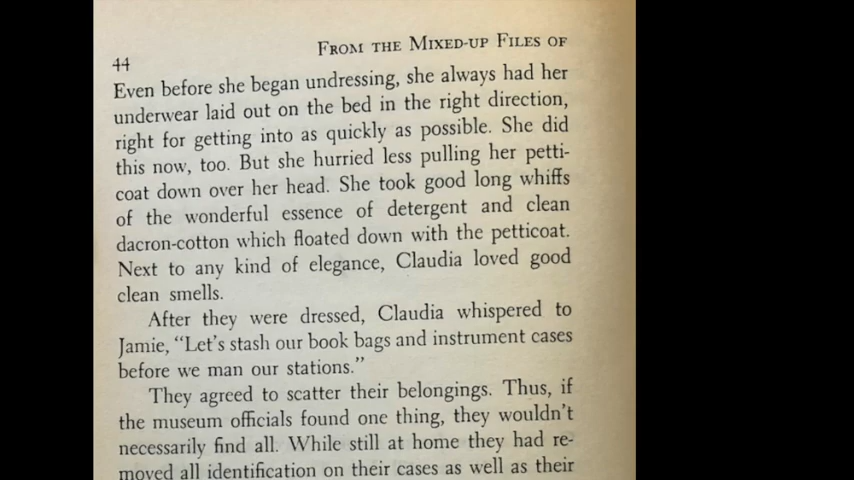 FROM THE MIXED-UP FILES OF
44
Even before she began undressing, she always had her
underwear laid out on the bed in the right direction,
right for getting into as quickly as possible. She did
this now, too. But she hurried less pulling her petti-
coat down over her head. She took good long whiffs
of the wonderful essence of detergent and clean
dacron-cotton which floated down with the petticoat.
Next to any kind of elegance, Claudia loved good
clean smells.
After they were dressed, Claudia whispered to
Jamie, “Let’s stash our book bags and instrument cases
before we man our stations.”
They agreed to scatter their belongings. Thus, if
the museum officials found one thing, they wouldn’t
necessarily find all. While still at home they had re-
moved all identification on their cases as well as their